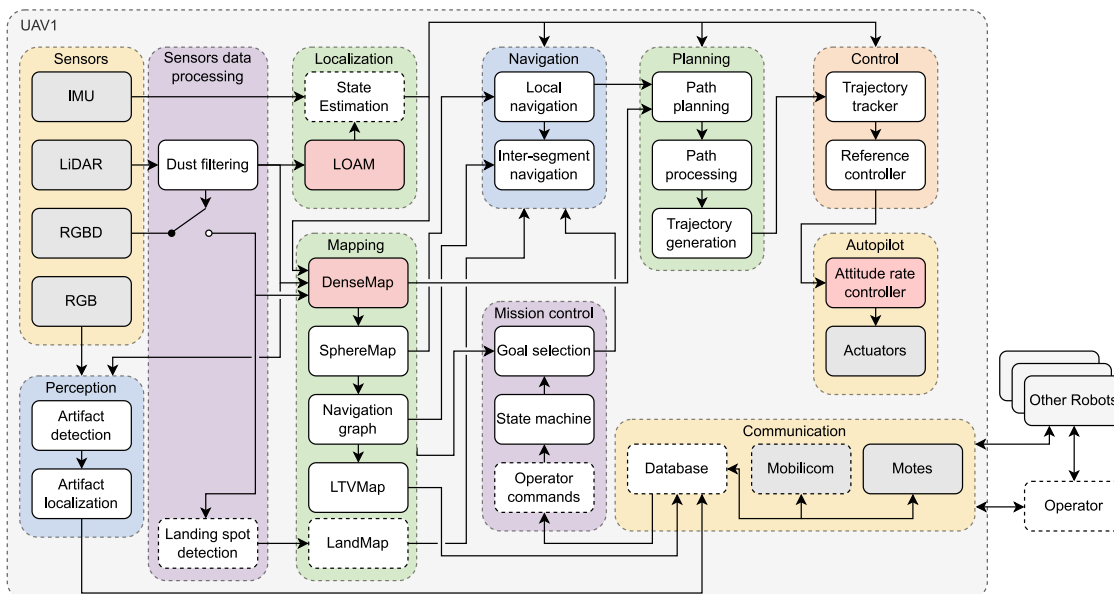 UAV1
Sensors
IMU
LiDAR
RGBD
RGB
Sensors data
processing
Dust filtering
Landing spot
detection
Perception
Artifact
detection
Artifact
localization
Localization
State
Estimation
LOAM
Mapping
DenseMap
SphereMap
Navigation
graph
LTVMap
LandMap
Navigation
Local
navigation
Inter-segment
navigation
Mission control
Goal selection
State machine
Operator
commands
Planning
Path
planning
Path
processing
Trajectory
generation
Control
Trajectory
tracker
Reference
controller
Autopilot
Attitude rate
controller
Actuators
Communication
Database
Mobilicom
Motes
Other Robots
Operator